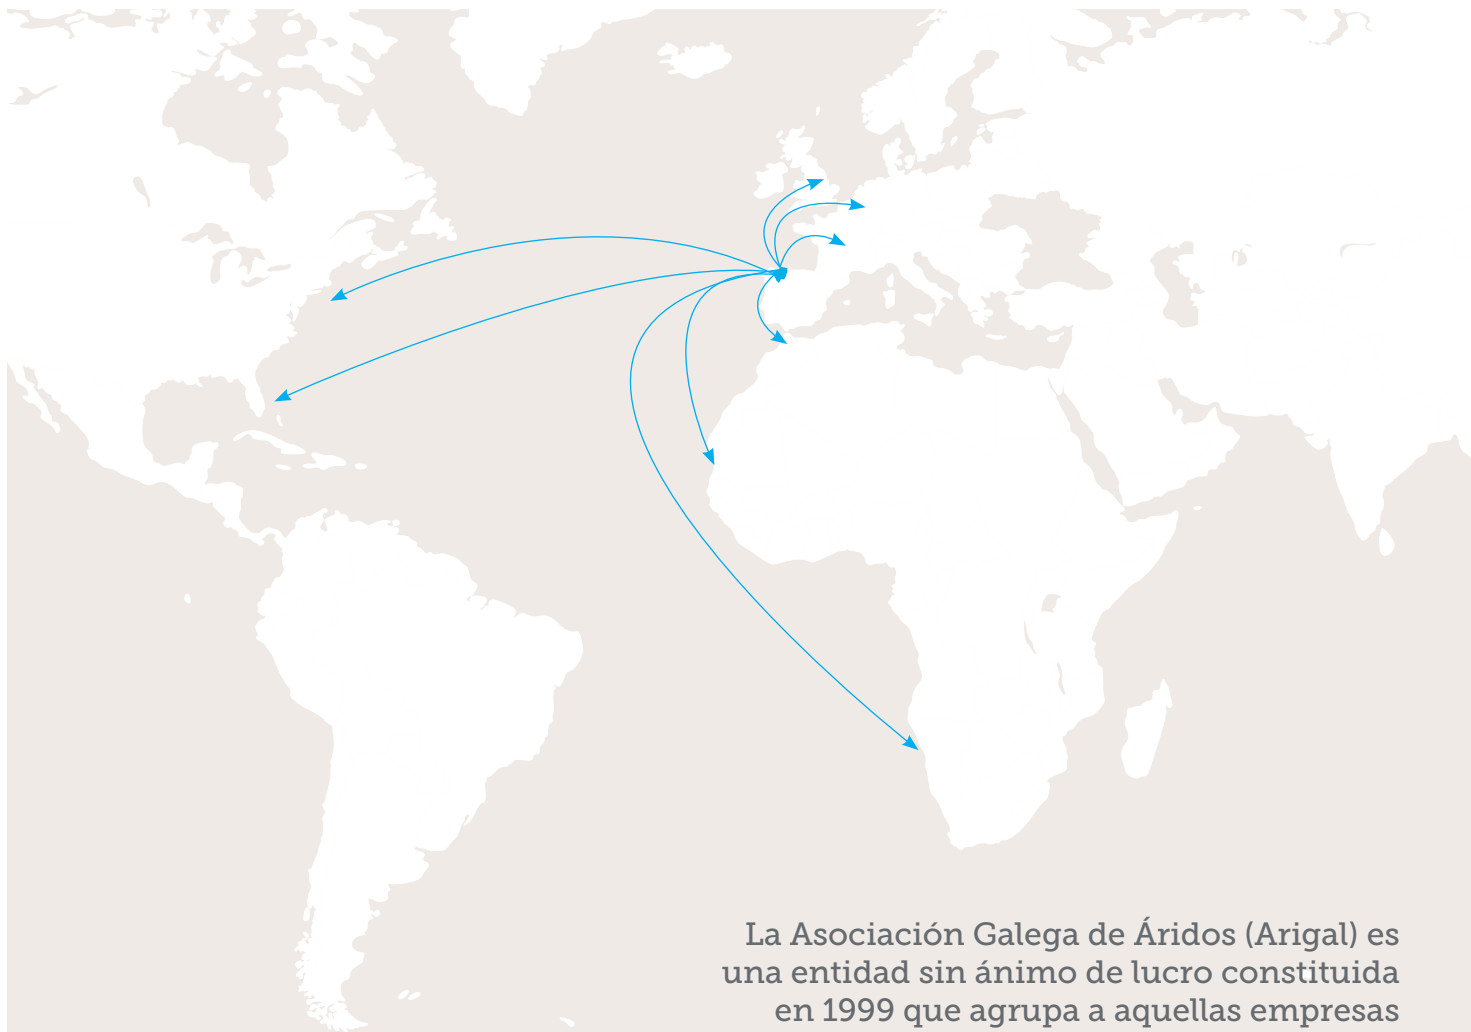 La Asociación Galega de Áridos (Arigal) es
una entidad sin ánimo de lucro constituida
en 1999 que agrupa a aquellas empresas